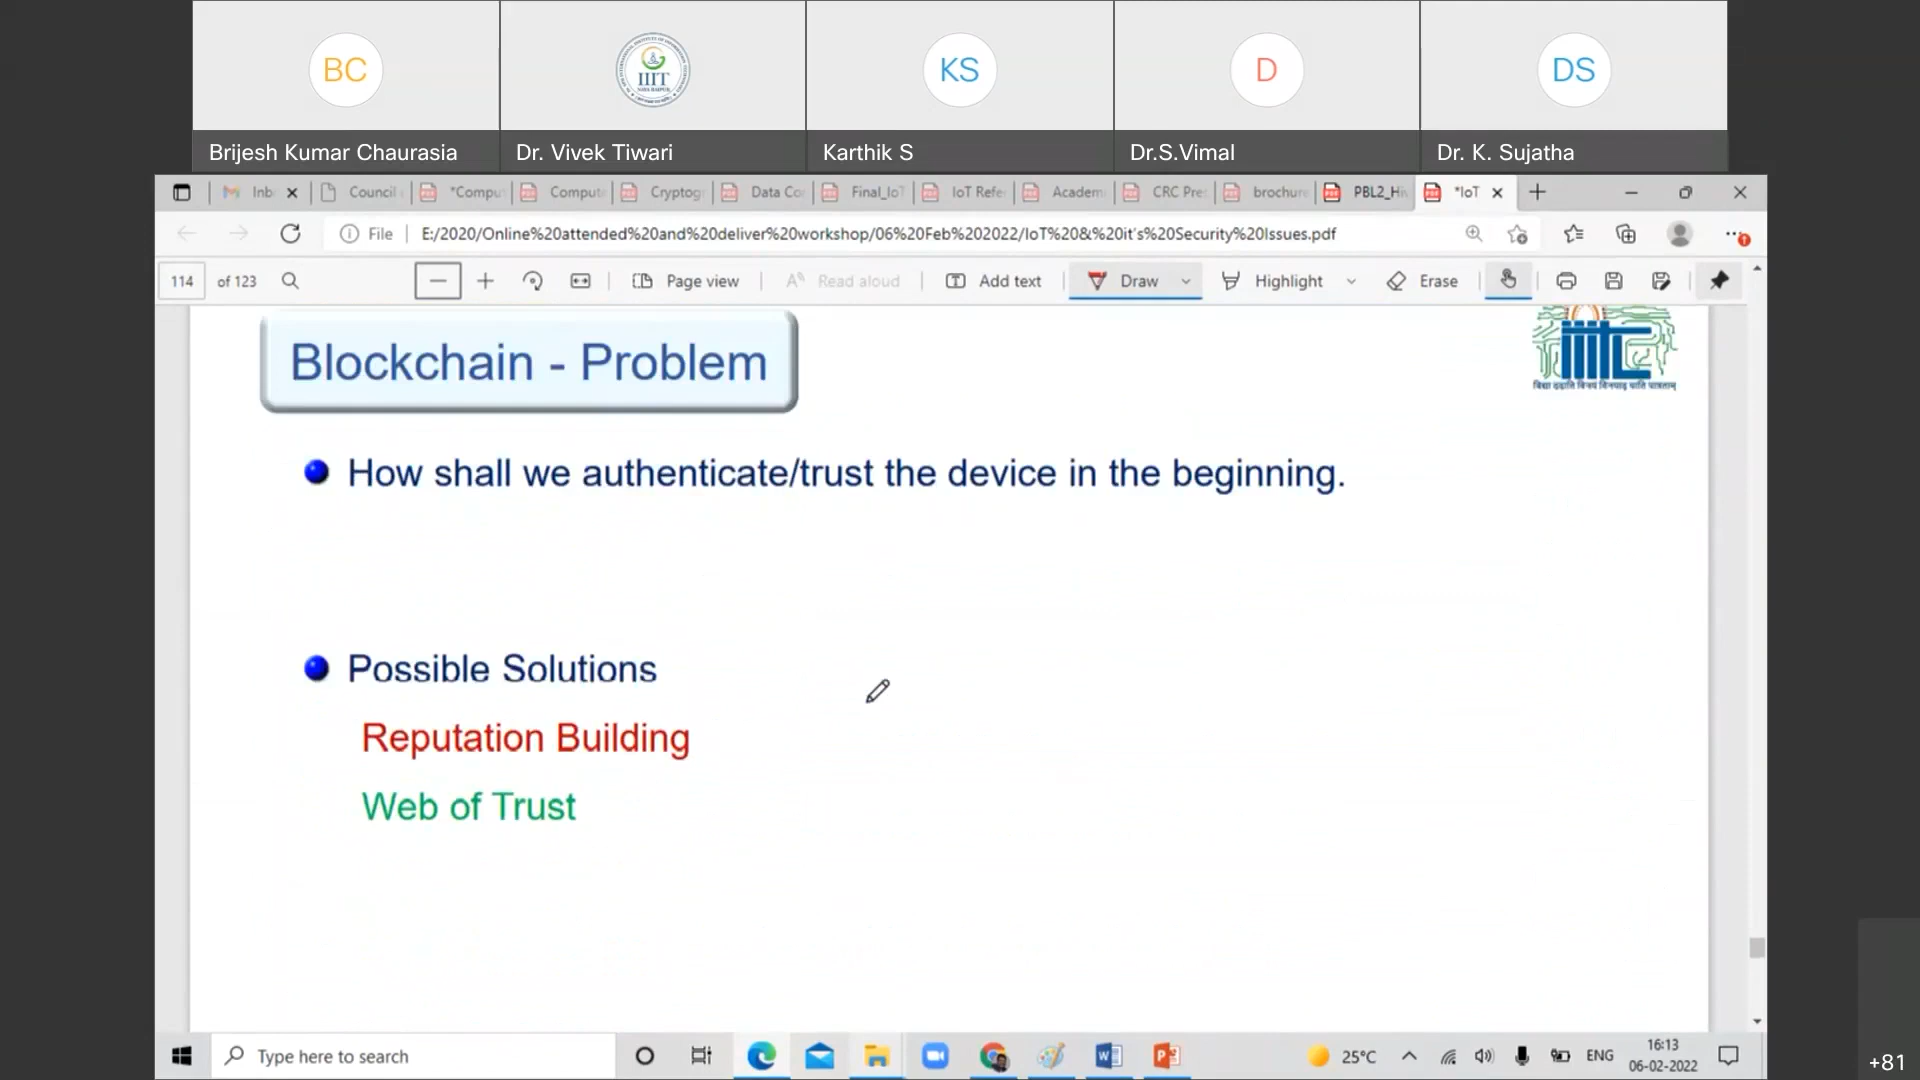 BC
IIIT
KS
D
DS
Brijesh Kumar Chaurasia
Dr. Vivek Tiwari
Karthik S
Dr.S.Vimal
Dr. K. Sujatha
Inb
Council
*Compu
Compute
Cryptog
Data Co
Final_IoT
IoT Refe
Academ
CRC Pre
brochure
PBL2_Hi
*IoT
File
E:/2020/Online%20attended%20and%20deliver%20workshop/06%20Feb%202022/IoT%20&%20it's%20Security%20Issues.pdf
114 of 123
Page view
Read aloud
Add text
Draw
Highlight
Erase
Blockchain - Problem
How shall we authenticate/trust the device in the beginning.
Possible Solutions
Reputation Building
Web of Trust
Type here to search
25°C
ENG
16:13
06-02-2022
+81